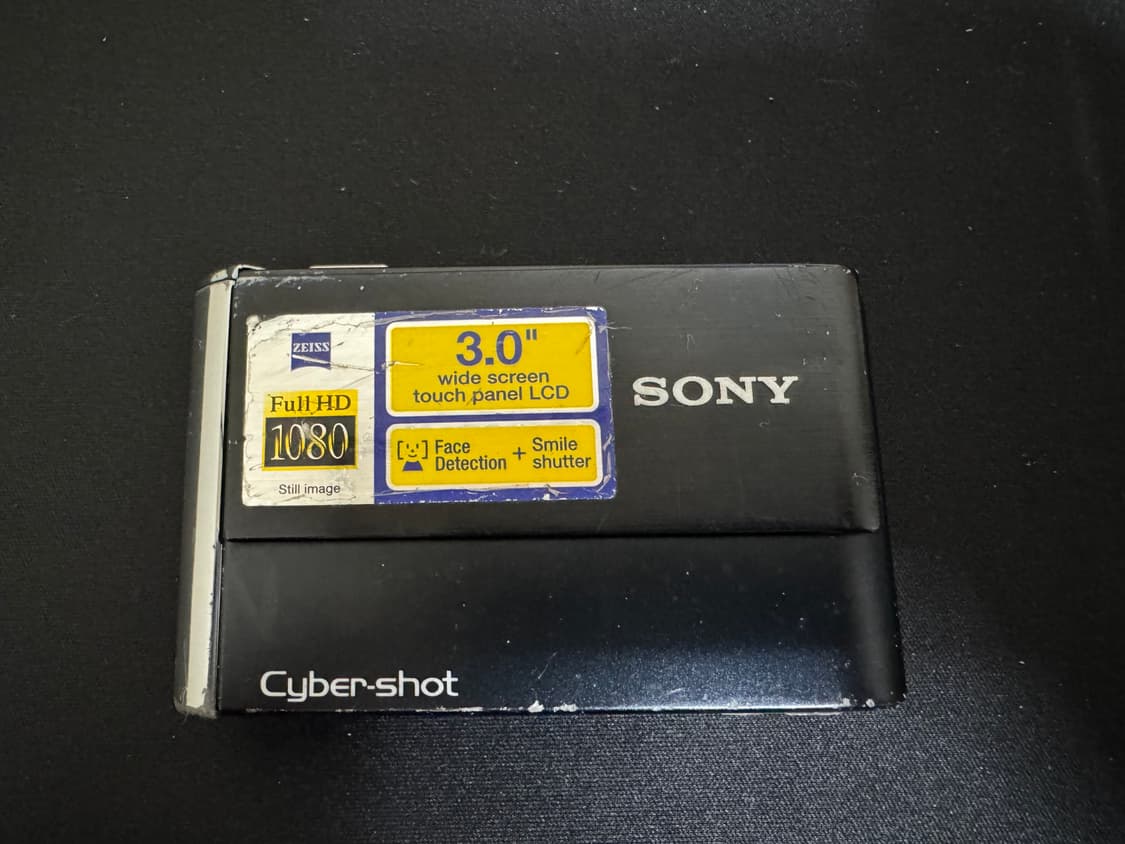 ZEISS
Full HD
1080
Still image
3.0"
wide screen
touch panel LCD
Face
Detection
+
Smile
shutter
SONY
Cyber-shot